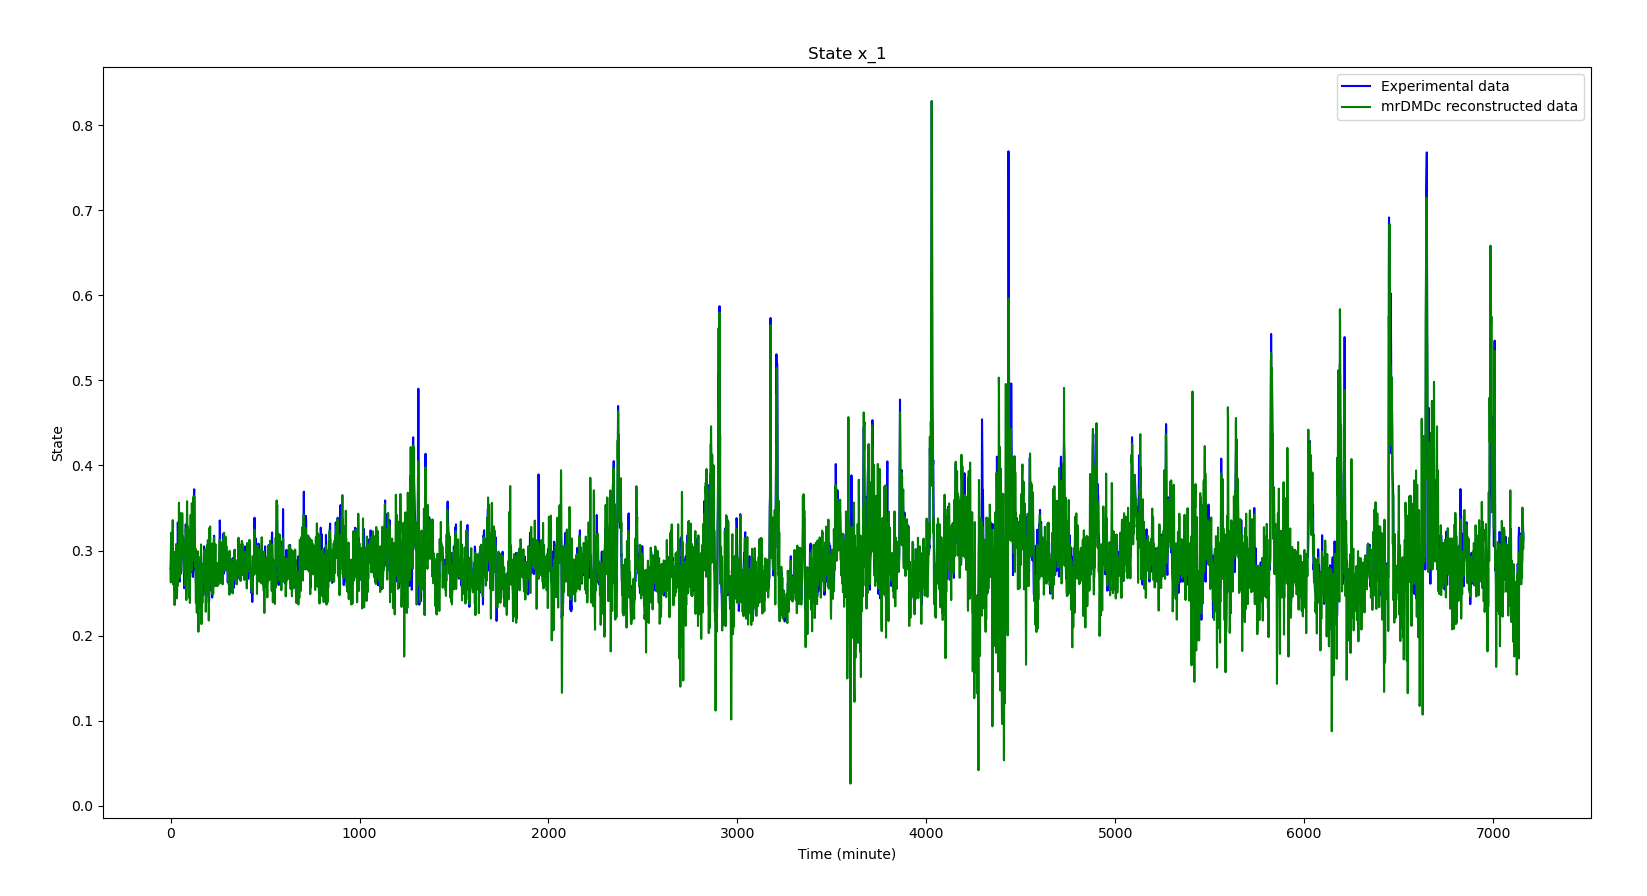 State x_1
Experimental data
mrDMDc reconstructed data
0.8
0.7
0.6
0.5
0.4
0.3
0.2
0.1
0.0
State
0 1000 2000 3000 4000 5000 6000 7000
Time (minute)